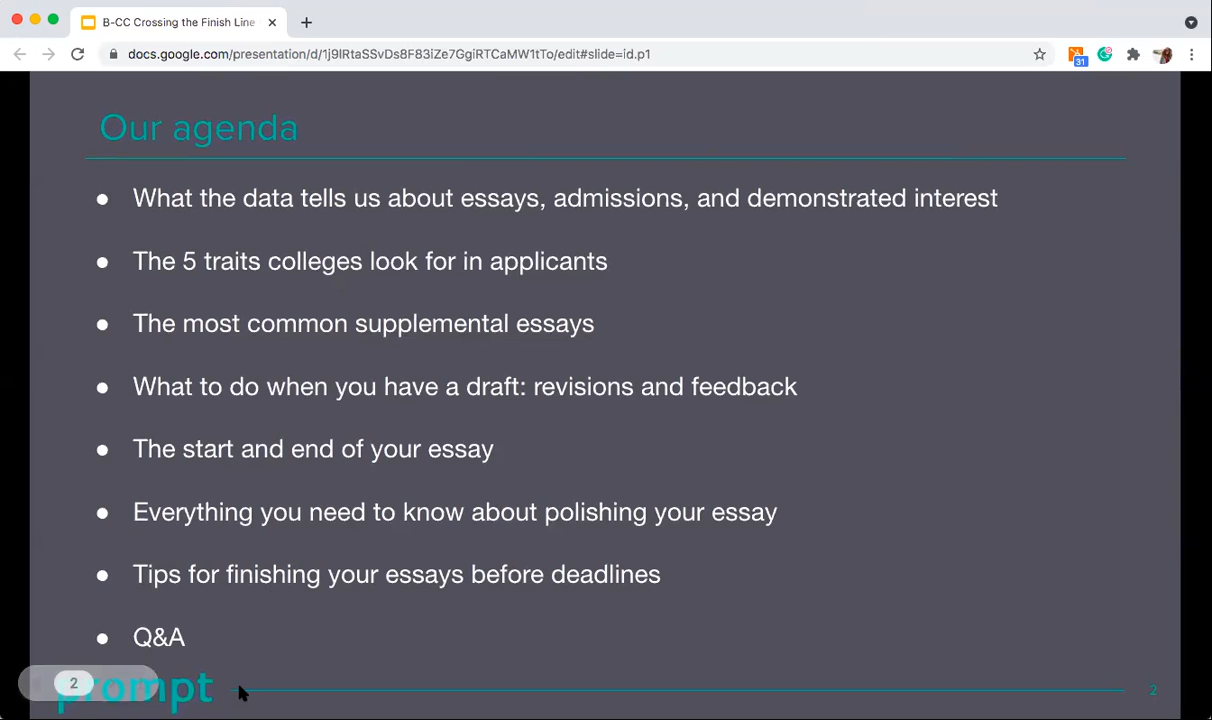 B-CC Crossing the Finish Line
docs.google.com/presentation/d/1j9IRtaSSvDs8F83iZe7GgiRTCaMW1tTo/edit#slide=id.p1
31
Our agenda
● What the data tells us about essays, admissions, and demonstrated interest
● The 5 traits colleges look for in applicants
● The most common supplemental essays
● What to do when you have a draft: revisions and feedback
● The start and end of your essay
● Everything you need to know about polishing your essay
● Tips for finishing your essays before deadlines
● Q&A
2
prompt
2